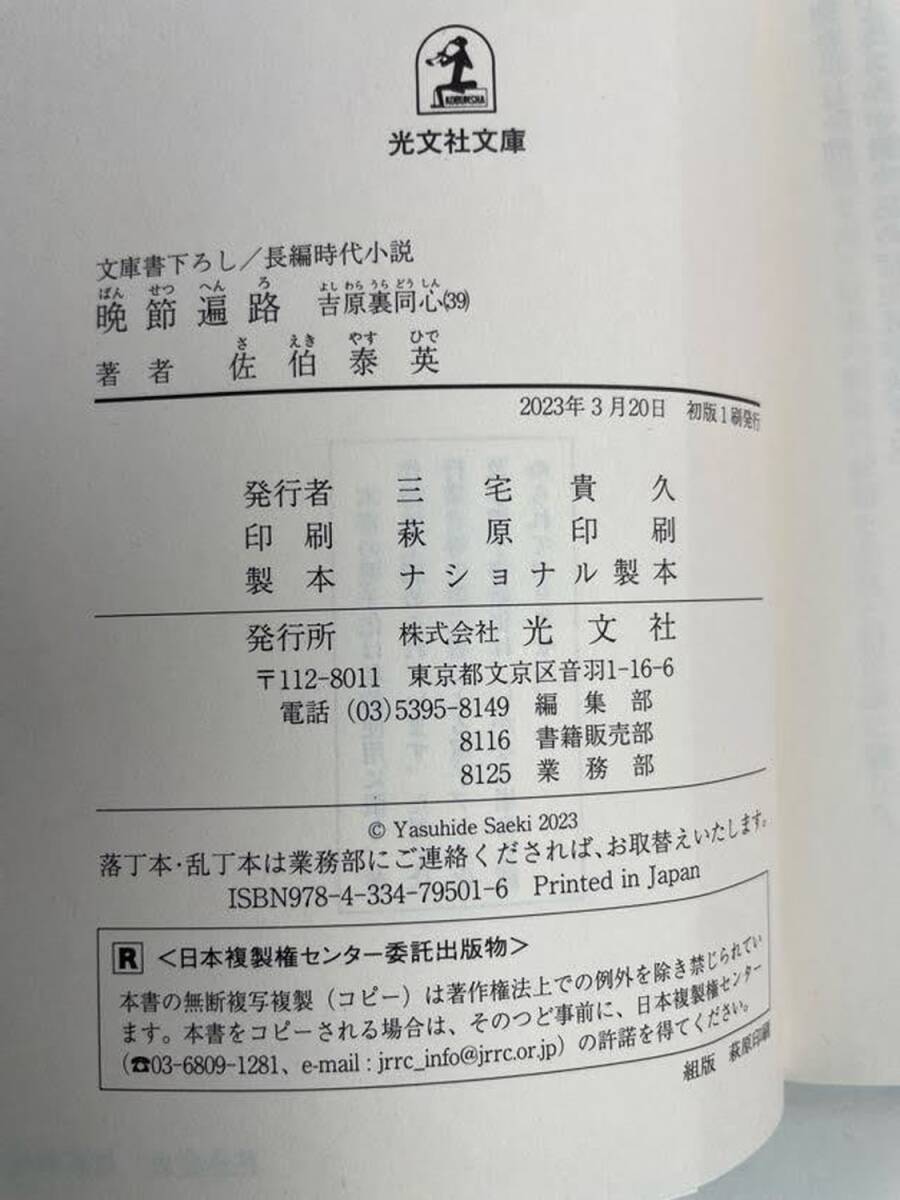 KOBUNSHA
光文社文庫
文庫書下ろし/長編時代小説
ばん せつ へん ろ よし わら うら どう しん
晩節遍路 吉原裏同心(39)
さ えき やす ひで
著者 佐伯泰英
2023年3月20日 初版1刷発行
発行者 三宅貴久
印刷 萩原印刷
製本 ナショナル製本
発行所 株式会社 光文社
〒112-8011 東京都文京区音羽1-16-6
電話 (03)5395-8149 編集部
8116 書籍販売部
8125 業務部
© Yasuhide Saeki 2023
落丁本・乱丁本は業務部にご連絡くだされば、お取替えいたします。
ISBN978-4-334-79501-6 Printed in Japan
R <日本複製権センター委託出版物>
本書の無断複写複製(コピー)は著作権法上での例外を除き禁じられてい
ます。本書をコピーされる場合は、そのつど事前に、日本複製権センター
(☎03-6809-1281、e-mail : jrrc_info@jrrc.or.jp)の許諾を得てください。
組版 萩原印刷